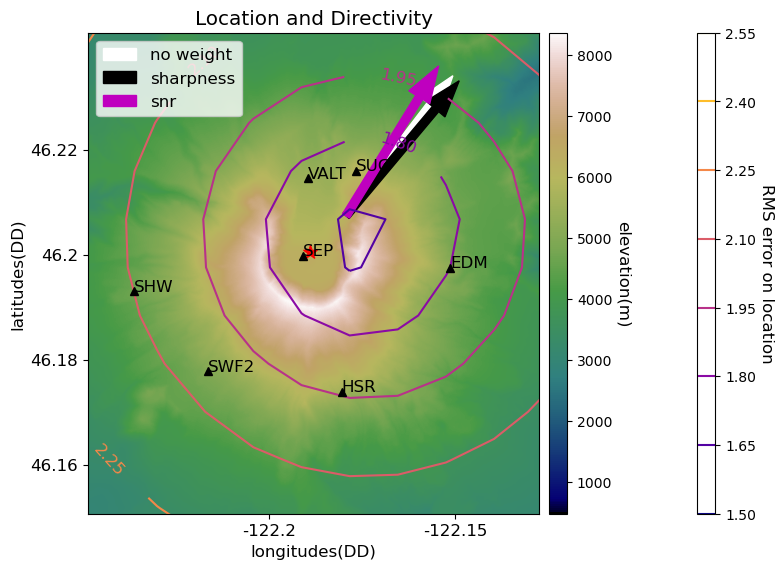 Location and Directivity
no weight
sharpness
snr
1.95
1.80
SUG
VALT
SEP
EDM
SHW
SWF2
HSR
2.25
46.22
46.2
46.18
46.16
latitudes(DD)
-122.2
-122.15
longitudes(DD)
8000
7000
6000
5000
4000
3000
2000
1000
elevation(m)
2.55
2.40
2.25
2.10
1.95
1.80
1.65
1.50
RMS error on location